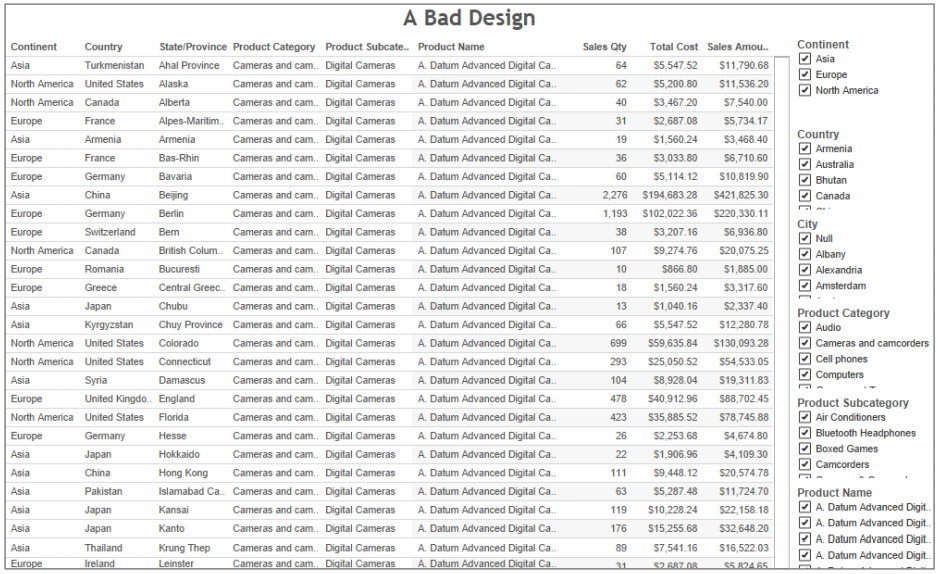 A Bad Design
Continent Country State/Province Product Category Product Subcate.. Product Name Sales Qty Total Cost Sales Amou..
Asia Turkmenistan Ahal Province Cameras and cam.. Digital Cameras A. Datum Advanced Digital Ca.. 64 $5,547.52 $11,790.68
North America United States Alaska Cameras and cam.. Digital Cameras A. Datum Advanced Digital Ca.. 62 $5,200.80 $11,536.20
North America Canada Alberta Cameras and cam.. Digital Cameras A. Datum Advanced Digital Ca.. 40 $3,467.20 $7,540.00
Europe France Alpes-Maritim.. Cameras and cam.. Digital Cameras A. Datum Advanced Digital Ca.. 31 $2,687.08 $5,734.17
Asia Armenia Armenia Cameras and cam.. Digital Cameras A. Datum Advanced Digital Ca.. 19 $1,560.24 $3,468.40
Europe France Bas-Rhin Cameras and cam.. Digital Cameras A. Datum Advanced Digital Ca.. 36 $3,033.80 $6,710.60
Europe Germany Bavaria Cameras and cam.. Digital Cameras A. Datum Advanced Digital Ca.. 60 $5,114.12 $10,819.90
Asia China Beijing Cameras and cam.. Digital Cameras A. Datum Advanced Digital Ca.. 2,276 $194,683.28 $421,825.30
Europe Germany Berlin Cameras and cam.. Digital Cameras A. Datum Advanced Digital Ca.. 1,193 $102,022.36 $220,330.11
Europe Switzerland Bern Cameras and cam.. Digital Cameras A. Datum Advanced Digital Ca.. 38 $3,207.16 $6,936.80
North America Canada British Colum.. Cameras and cam.. Digital Cameras A. Datum Advanced Digital Ca.. 107 $9,274.76 $20,075.25
Europe Romania Bucuresti Cameras and cam.. Digital Cameras A. Datum Advanced Digital Ca.. 10 $866.80 $1,885.00
Europe Greece Central Greec.. Cameras and cam.. Digital Cameras A. Datum Advanced Digital Ca.. 18 $1,560.24 $3,317.60
Asia Japan Chubu Cameras and cam.. Digital Cameras A. Datum Advanced Digital Ca.. 13 $1,040.16 $2,337.40
Asia Kyrgyzstan Chuy Province Cameras and cam.. Digital Cameras A. Datum Advanced Digital Ca.. 66 $5,547.52 $12,280.78
North America United States Colorado Cameras and cam.. Digital Cameras A. Datum Advanced Digital Ca.. 699 $59,635.84 $130,093.28
North America United States Connecticut Cameras and cam.. Digital Cameras A. Datum Advanced Digital Ca.. 293 $25,050.52 $54,533.05
Asia Syria Damascus Cameras and cam.. Digital Cameras A. Datum Advanced Digital Ca.. 104 $8,928.04 $19,311.83
Europe United Kingdo.. England Cameras and cam.. Digital Cameras A. Datum Advanced Digital Ca.. 478 $40,912.96 $88,702.45
North America United States Florida Cameras and cam.. Digital Cameras A. Datum Advanced Digital Ca.. 423 $35,885.52 $78,745.88
Europe Germany Hesse Cameras and cam.. Digital Cameras A. Datum Advanced Digital Ca.. 26 $2,253.68 $4,674.80
Asia Japan Hokkaido Cameras and cam.. Digital Cameras A. Datum Advanced Digital Ca.. 22 $1,906.96 $4,109.30
Asia China Hong Kong Cameras and cam.. Digital Cameras A. Datum Advanced Digital Ca.. 111 $9,448.12 $20,574.78
Asia Pakistan Islamabad Ca.. Cameras and cam.. Digital Cameras A. Datum Advanced Digital Ca.. 63 $5,287.48 $11,724.70
Asia Japan Kansai Cameras and cam.. Digital Cameras A. Datum Advanced Digital Ca.. 119 $10,228.24 $22,158.18
Asia Japan Kanto Cameras and cam.. Digital Cameras A. Datum Advanced Digital Ca.. 176 $15,255.68 $32,648.20
Asia Thailand Krung Thep Cameras and cam.. Digital Cameras A. Datum Advanced Digital Ca.. 89 $7,541.16 $16,522.03
Europe Ireland Leinster Cameras and cam.. Digital Cameras A. Datum Advanced Digital Ca.. 31 $2,687.08 $5,824.65
Continent
Asia
Europe
North America
Country
Armenia
Australia
Bhutan
Canada
City
Null
Albany
Alexandria
Amsterdam
Product Category
Audio
Cameras and camcorders
Cell phones
Computers
Product Subcategory
Air Conditioners
Bluetooth Headphones
Boxed Games
Camcorders
Product Name
A. Datum Advanced Digit..
A. Datum Advanced Digit..
A. Datum Advanced Digit..
A. Datum Advanced Digit..